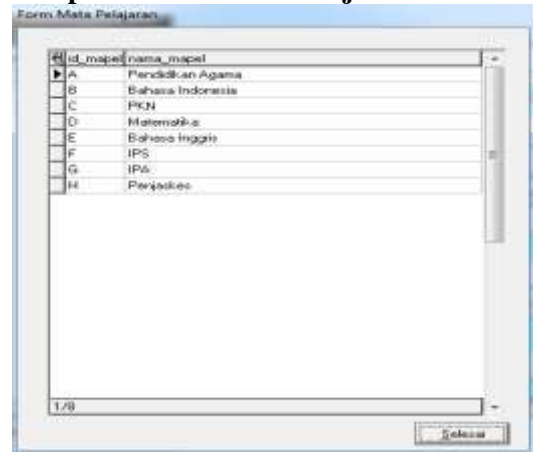 Form Mata Pelajaran
id_mapel nama_mapel
A Pendidikan Agama
B Bahasa Indonesia
C PKN
D Matematika
E Bahasa Inggris
F IPS
G IPA
H Penjaskes
1/8
Selesai